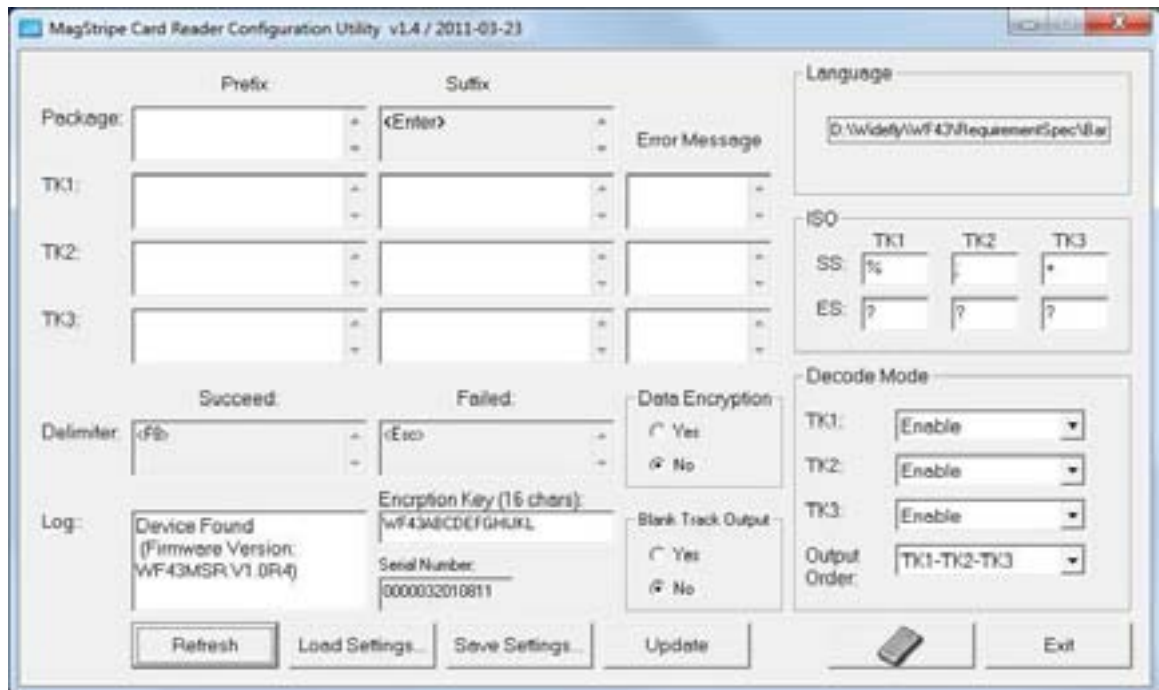 MagStripe Card Reader Configuration Utility v1.4 / 2011-03-23
Prefix
Suffix
Package:
<Enter>
Error Message
TK1:
TK2:
TK3:
Succeed:
Failed:
Delimiter:
<Esc>
Log:
Device Found
(Firmware Version:
WF43MSR V1.0R4)
Encrption Key (16 chars):
Serial Number:
0000032010811
Data Encryption
Yes
No
Blank Track Output
Yes
No
Language
D:\Widefly\WF43\RequirementSpec\Bar
ISO
TK1 TK2 TK3
SS: % ; +
ES: ? ? ?
Decode Mode
TK1: Enable
TK2: Enable
TK3: Enable
Output Order: TK1-TK2-TK3
Refresh
Load Settings...
Save Settings...
Update
Exit